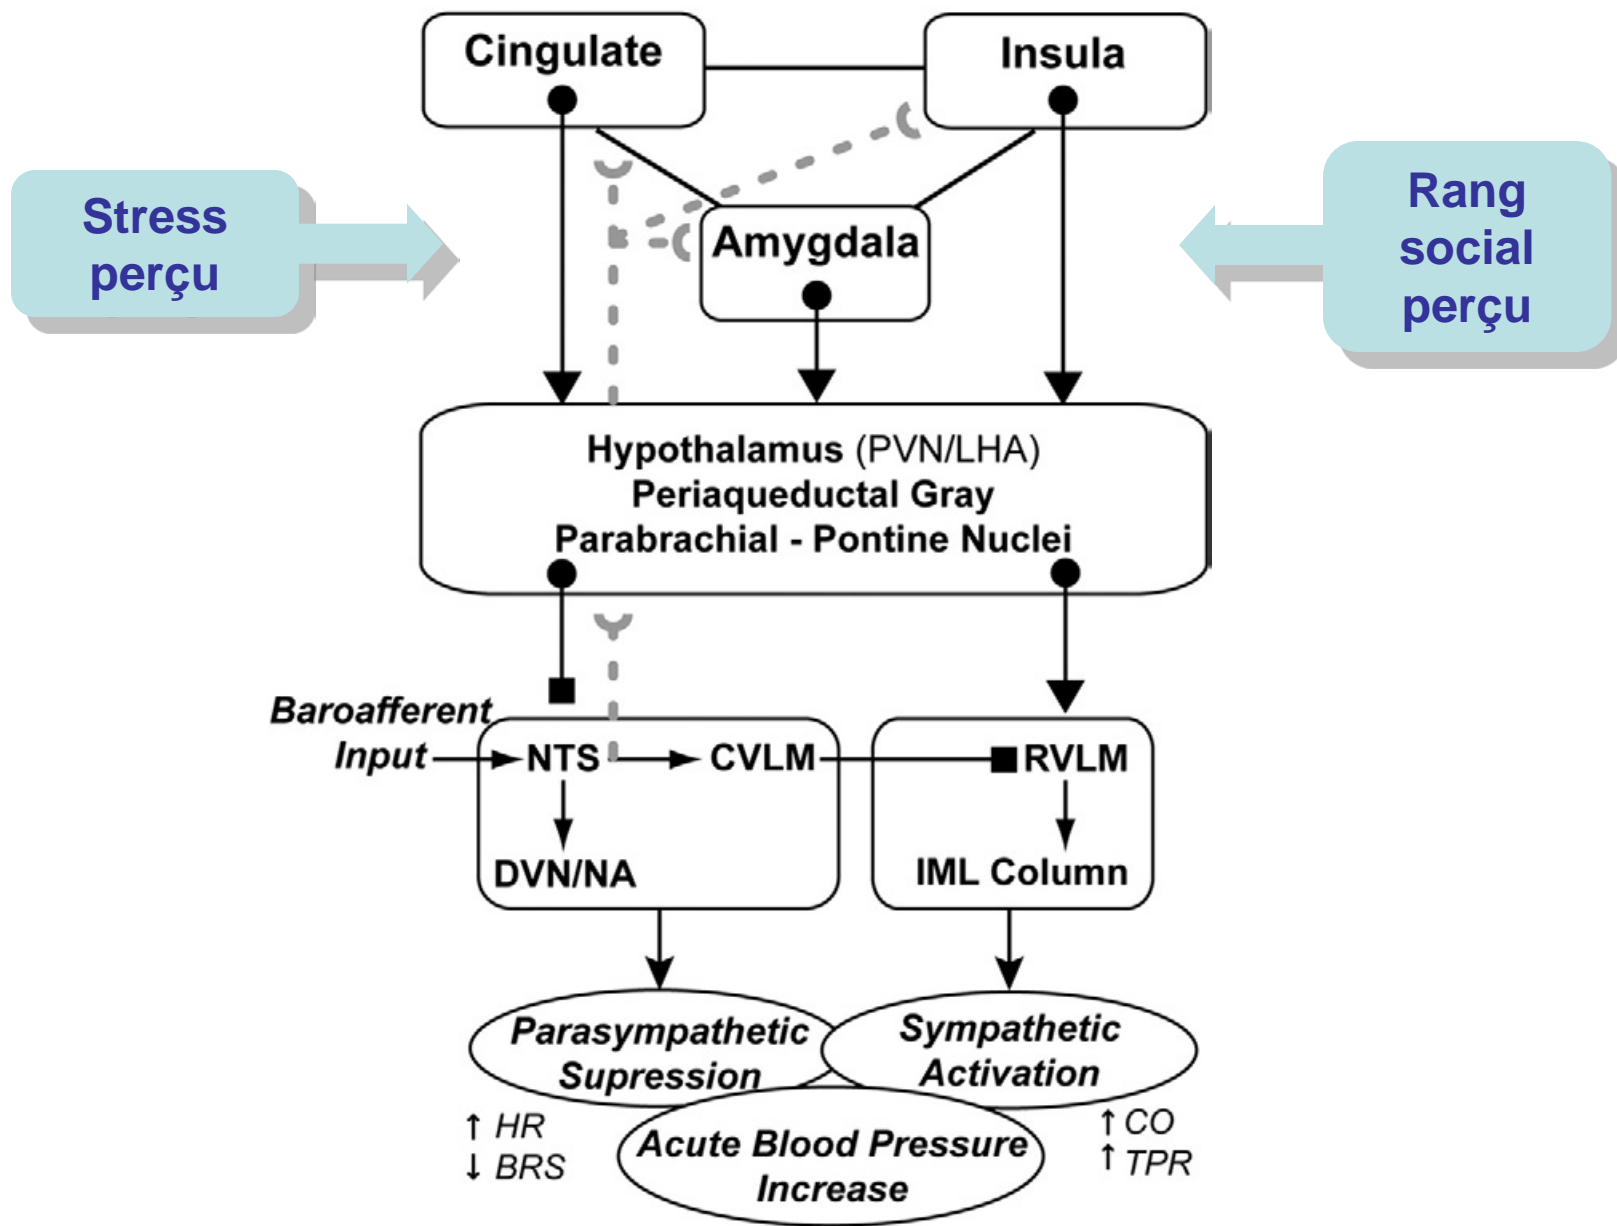 Cingulate
Insula
Stress
perçu
Rang
social
perçu
Amygdala
Hypothalamus (PVN/LHA)
Periaqueductal Gray
Parabrachial - Pontine Nuclei
Baroafferent
Input
NTS
CVLM
RVLM
DVN/NA
IML Column
Parasympathetic
Supression
Sympathetic
Activation
↑ HR
↓ BRS
↑ CO
↑ TPR
Acute Blood Pressure
Increase